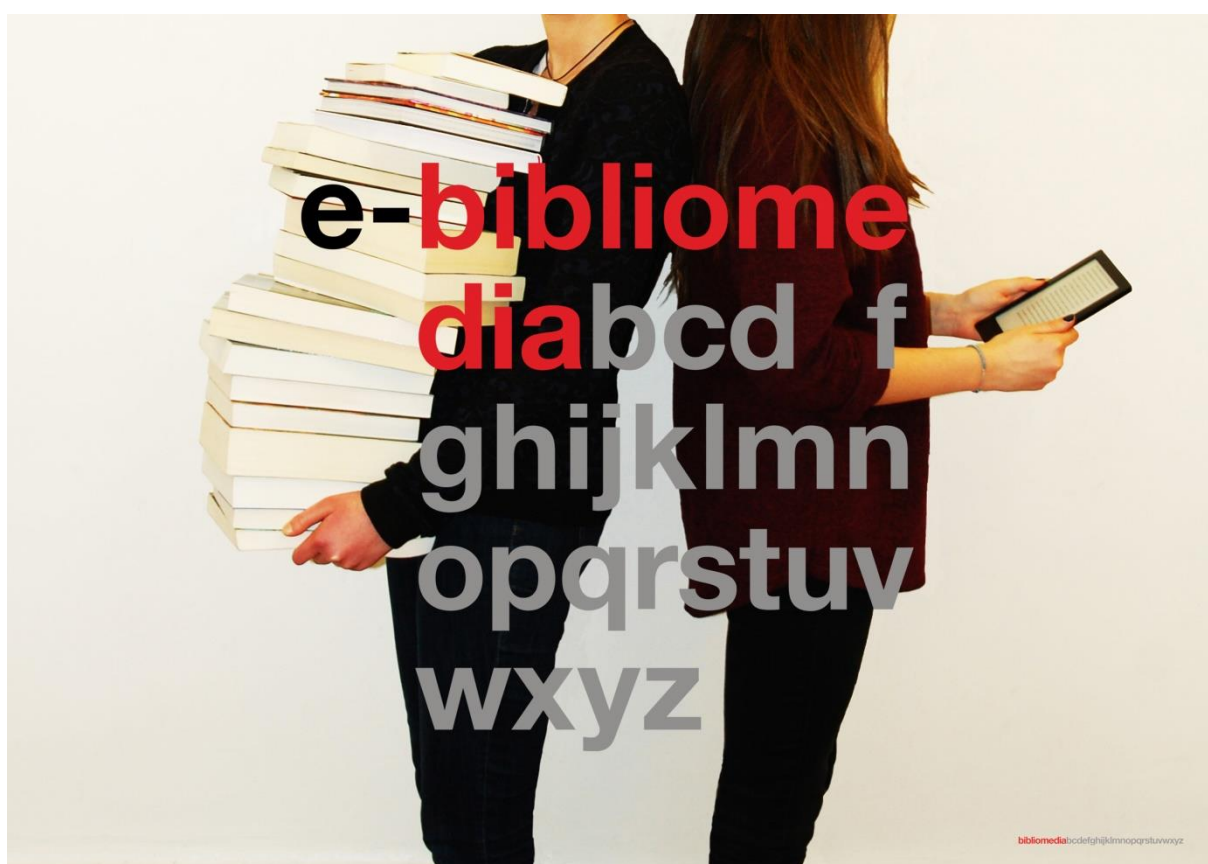 e-bibliome
diabcd f
ghijklmn
opqrstuv
wxyz
bibliomediabcdefghijklmnopqrstuvwxyz